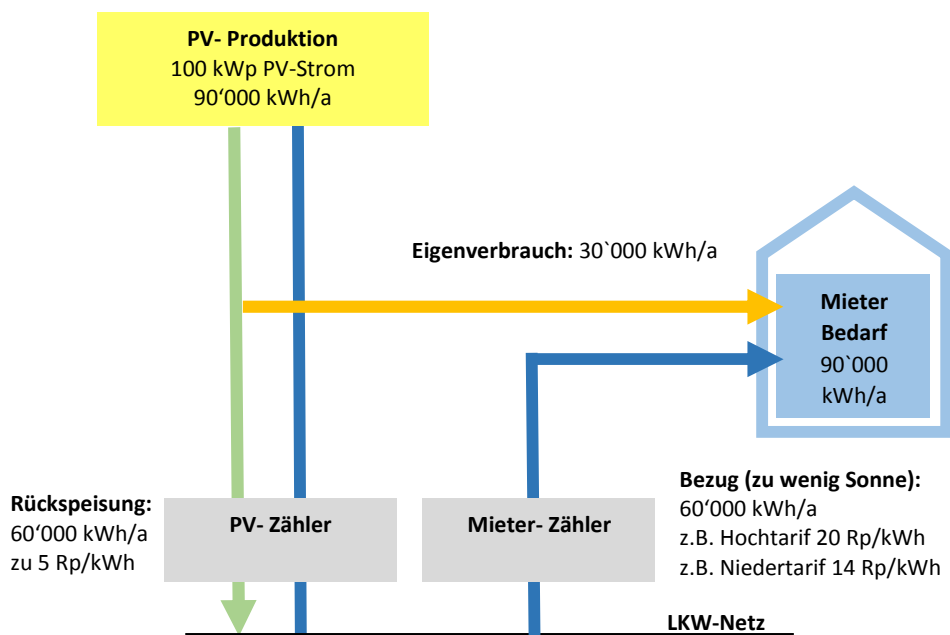 PV- Produktion
100 kWp PV-Strom
90‘000 kWh/a
Eigenverbrauch: 30`000 kWh/a
Mieter
Bedarf
90`000
kWh/a
Rückspeisung:
60‘000 kWh/a
zu 5 Rp/kWh
PV- Zähler
Mieter- Zähler
Bezug (zu wenig Sonne):
60‘000 kWh/a
z.B. Hochtarif 20 Rp/kWh
z.B. Niedertarif 14 Rp/kWh
LKW-Netz